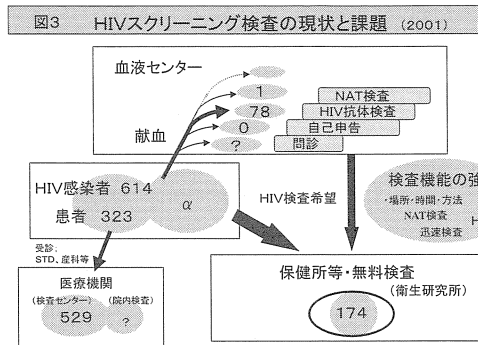 図3 HIVスクリーニング検査の現状と課題 (2001)
血液センター
1
78
0
?
NAT検査
HIV抗体検査
自己申告
問診
献血
HIV感染者 614
患者 323
α
HIV検査希望
検査機能の強
・場所・時間・方法
NAT検査
迅速検査
H
受診;
STD、産科等
医療機関
(検査センター) (院内検査)
529 ?
保健所等・無料検査
(衛生研究所)
174